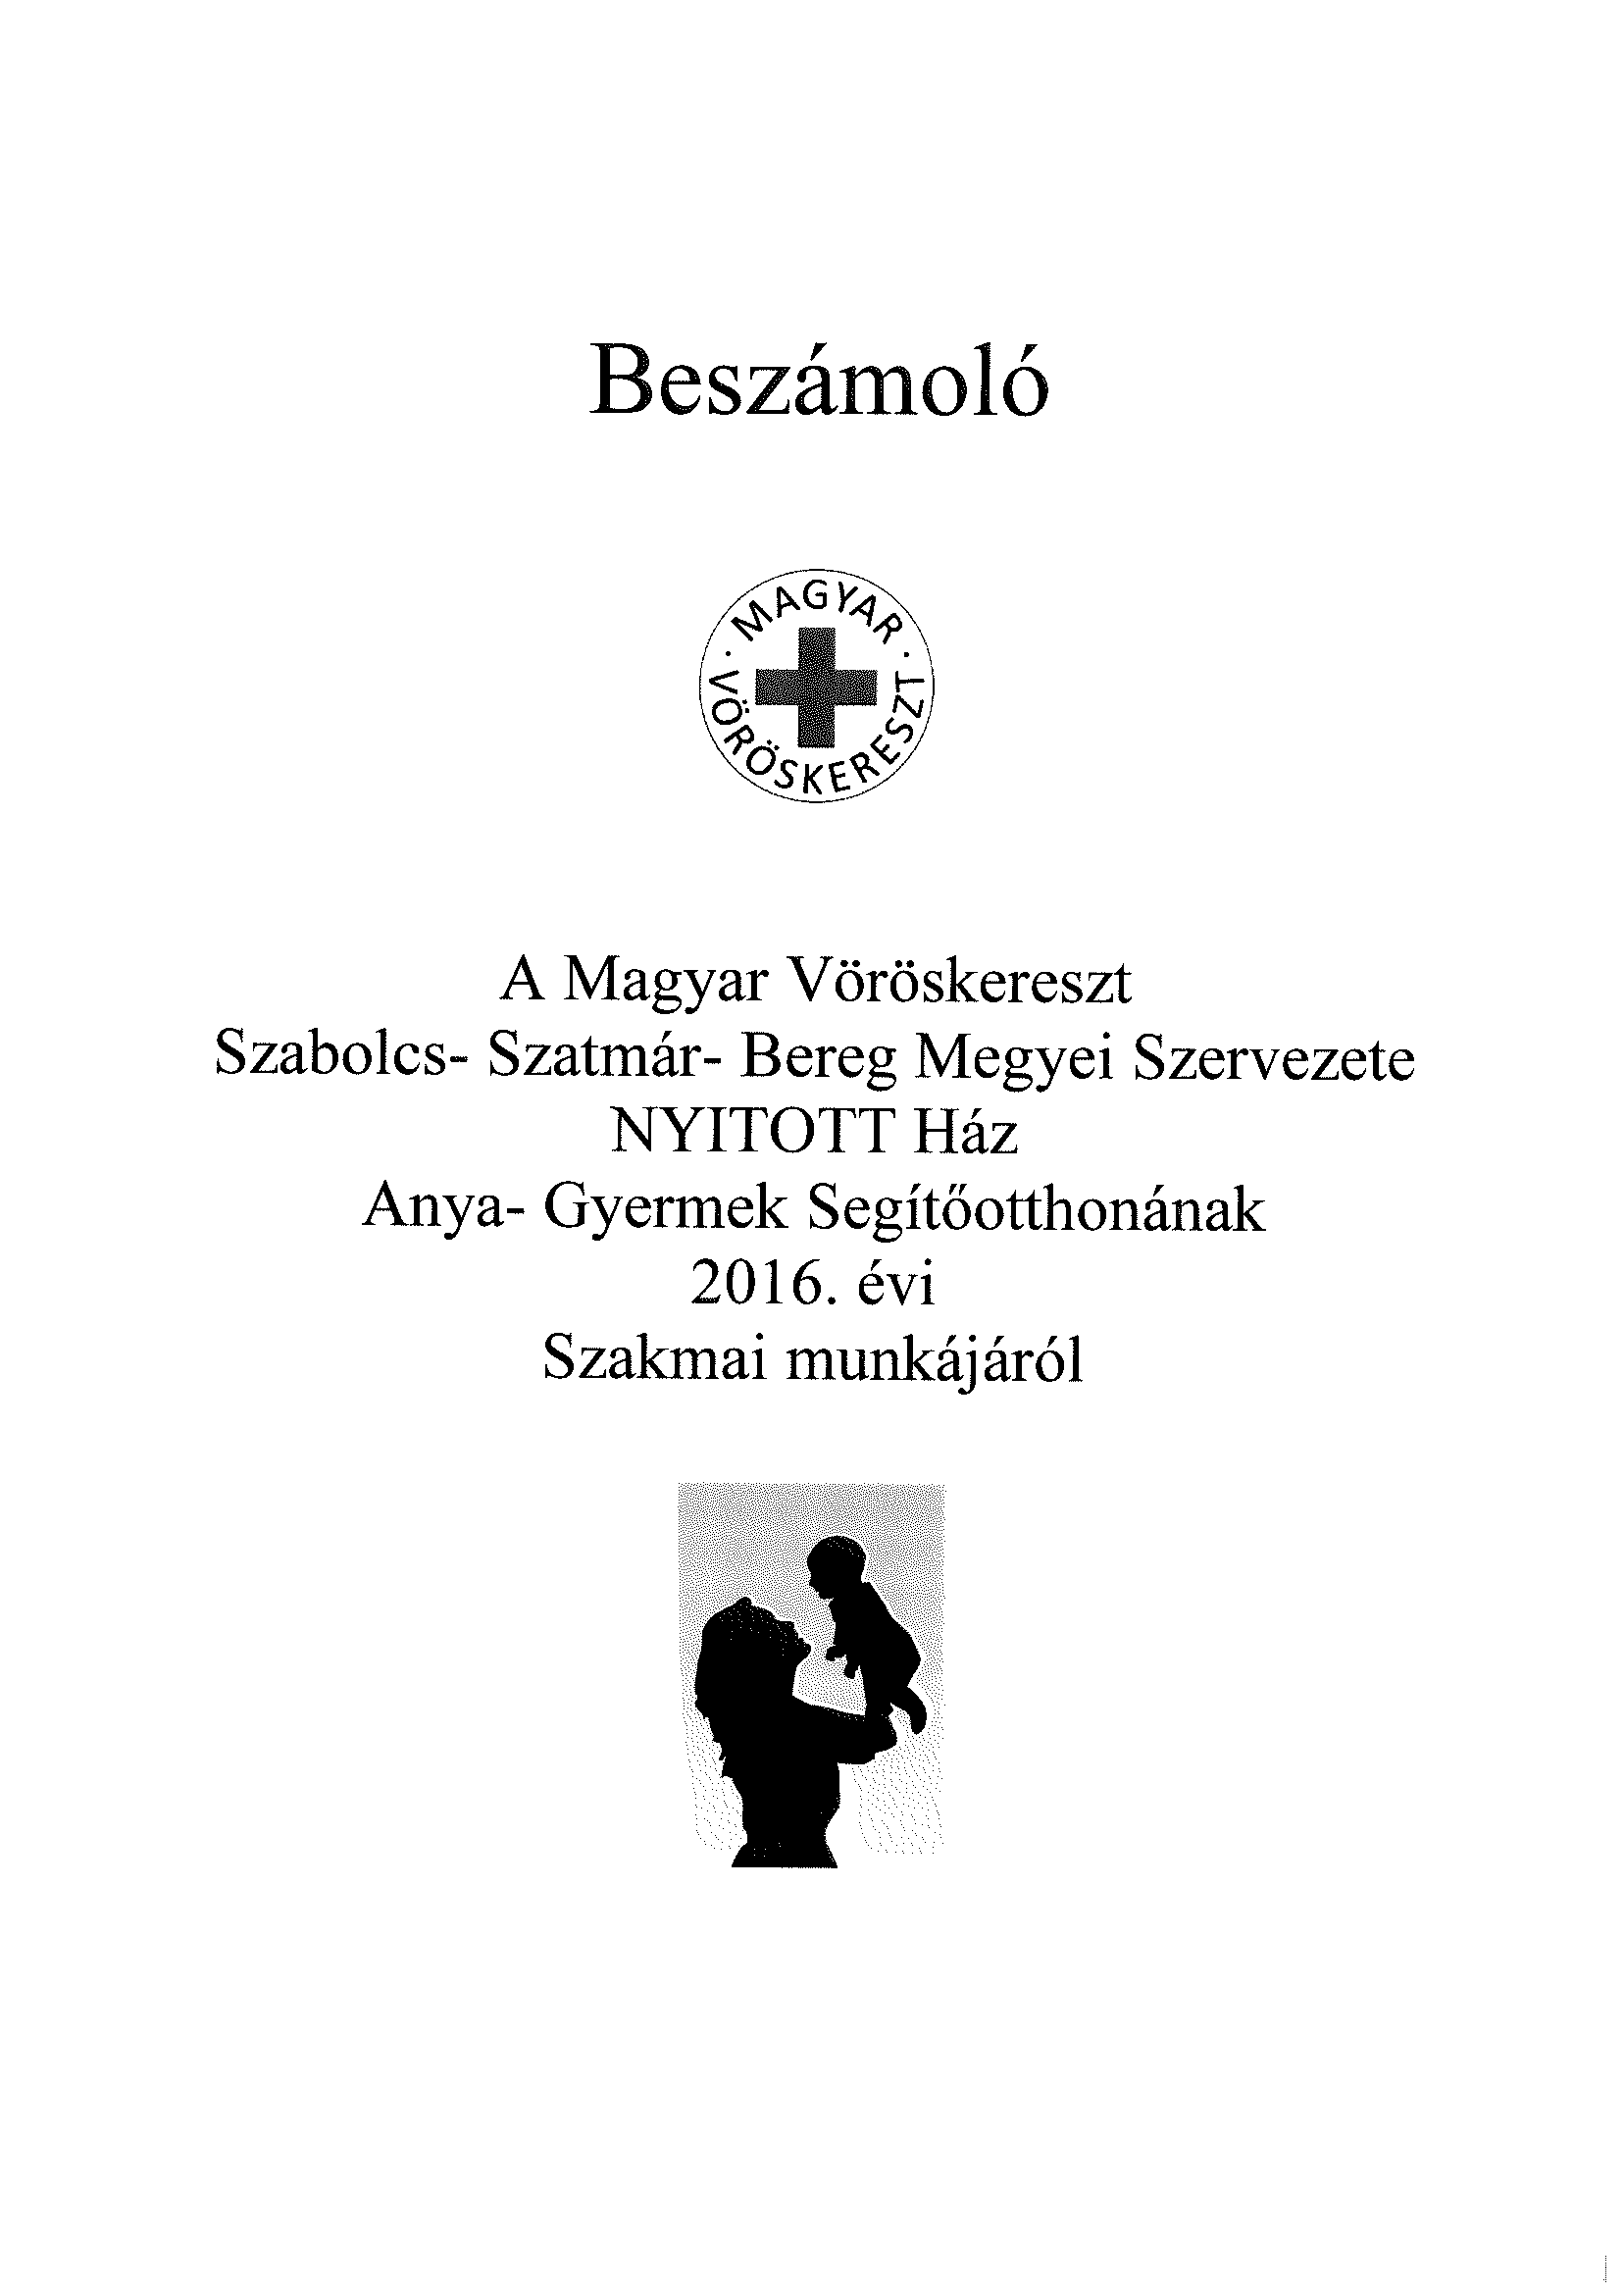 Beszámoló
MAGYAR
VÖRÖSKERESZT
A Magyar Vöröskereszt
Szabolcs- Szatmár- Bereg Megyei Szervezete
NYITOTT Ház
Anya- Gyermek Segítőotthonának
2016. évi
Szakmai munkájáról